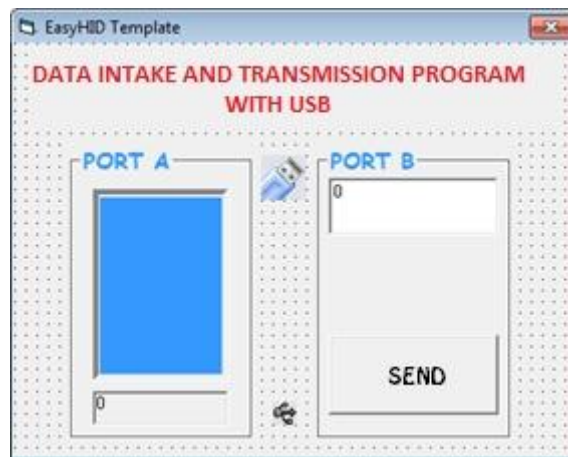 EasyHID Template
DATA INTAKE AND TRANSMISSION PROGRAM
WITH USB
PORT A
0
PORT B
0
SEND